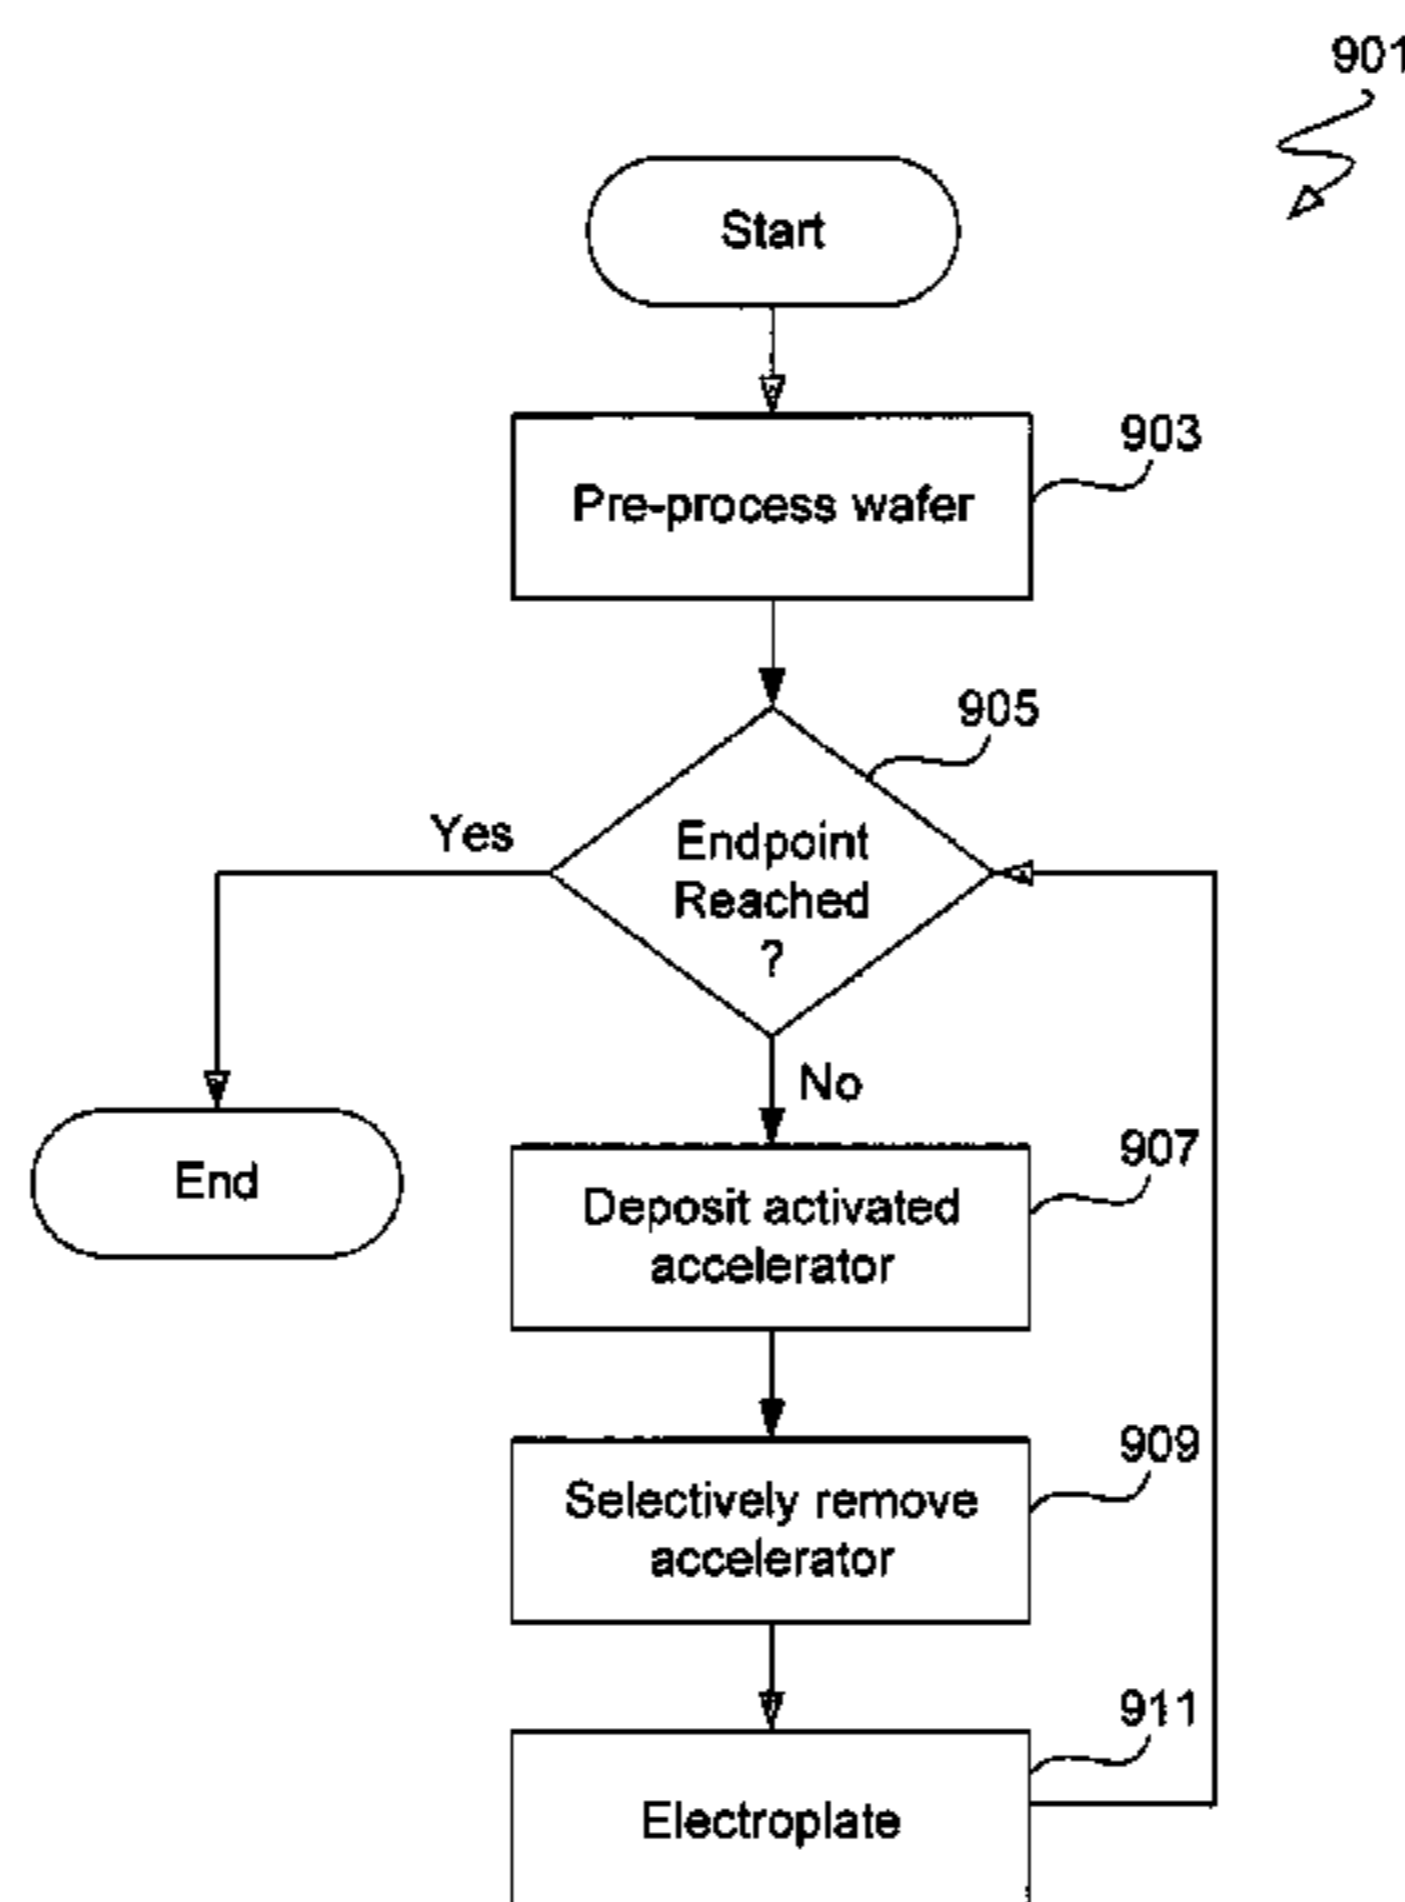 901
Start
903
Pre-process wafer
905
Yes
Endpoint
Reached
?
No
End
907
Deposit activated
accelerator
909
Selectively remove
accelerator
911
Electroplate